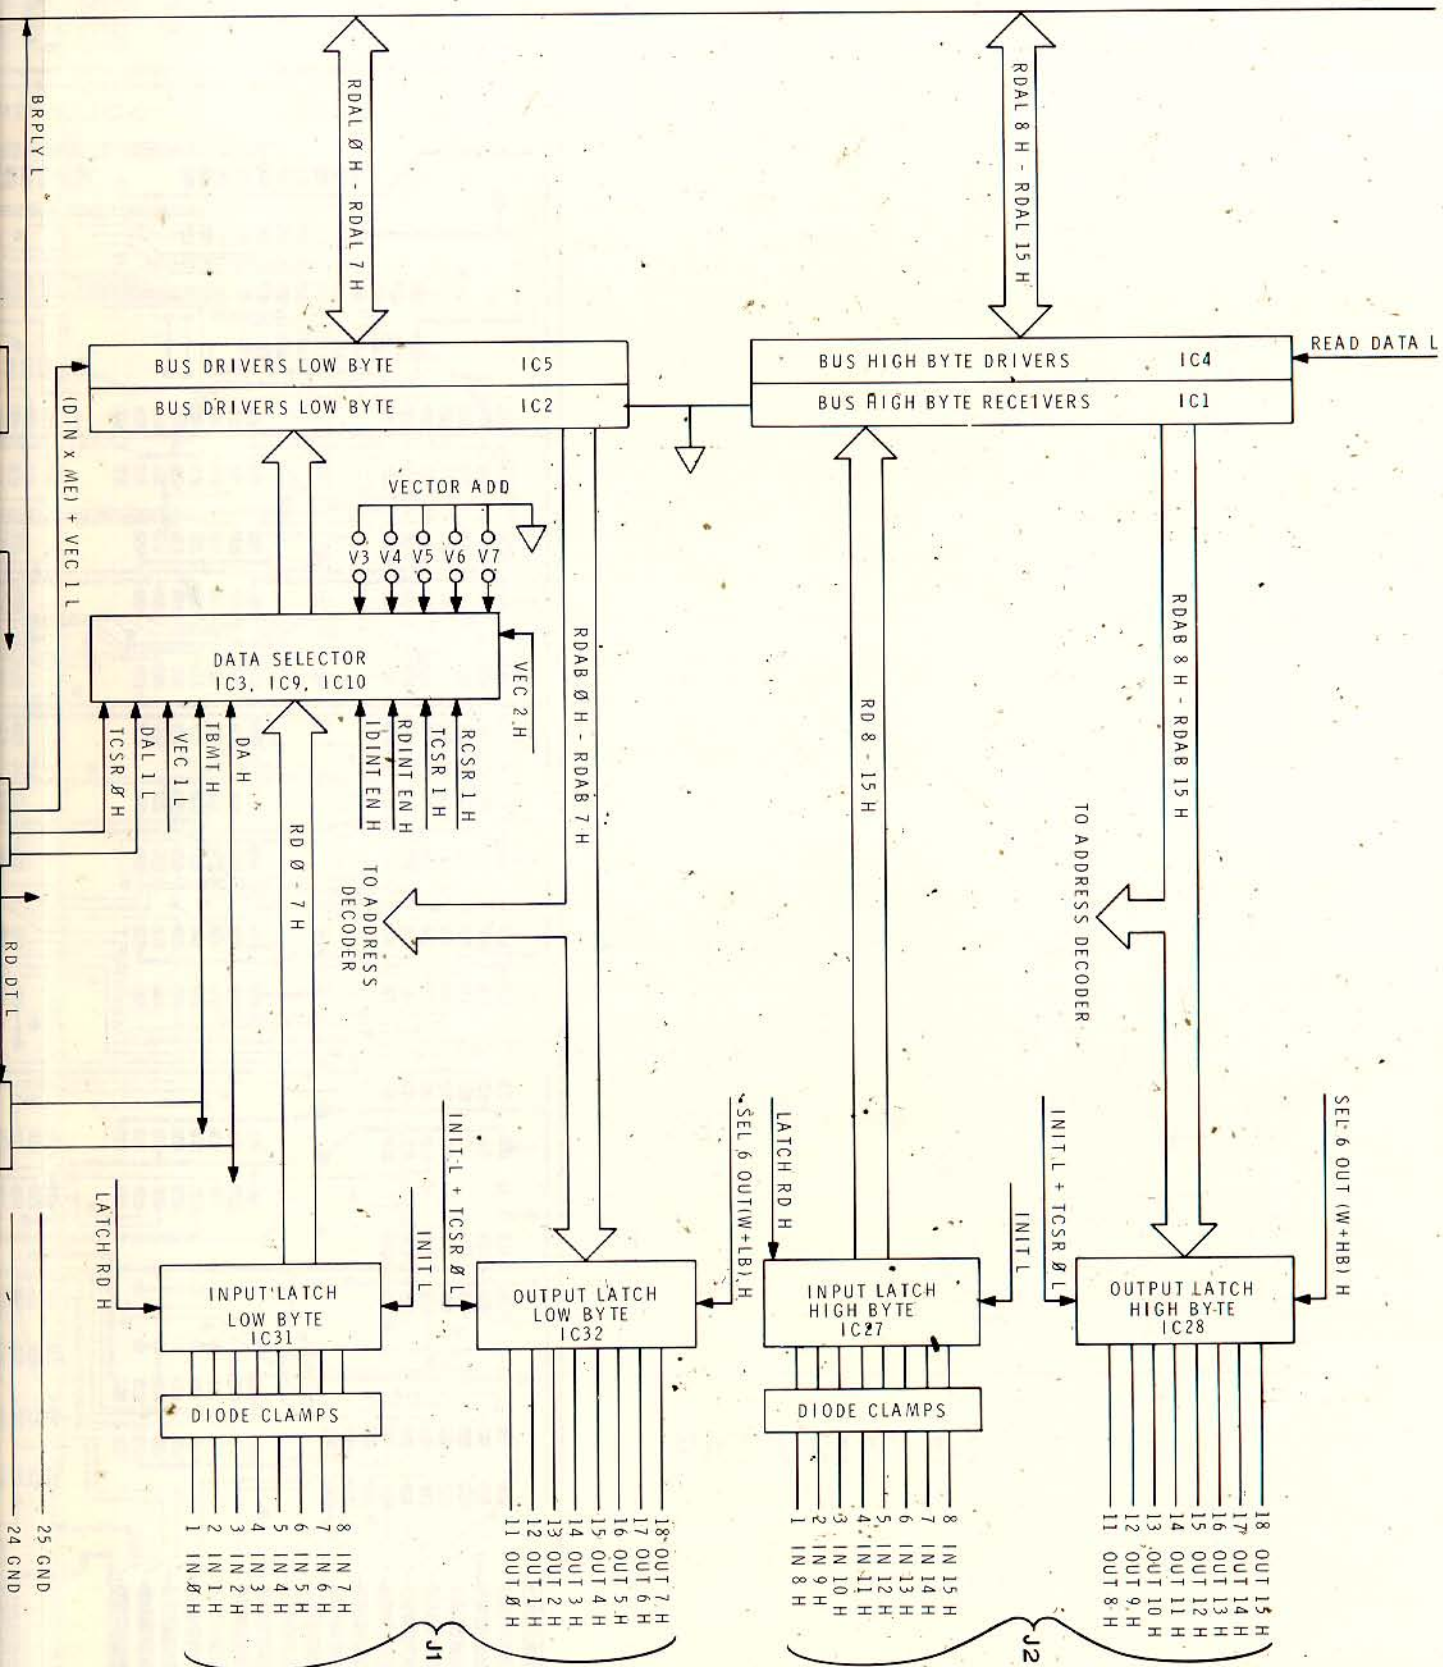 BRPLY L
RDAL Ø H - RDAL 7 H
RDAL 8 H - RDAL 15 H
READ DATA L
BUS DRIVERS LOW BYTE IC5
BUS DRIVERS LOW BYTE IC2
BUS HIGH BYTE DRIVERS IC4
BUS HIGH BYTE RECEIVERS IC1
(DIN x ME) + VEC 1 L
VECTOR ADD
V3 V4 V5 V6 V7
DATA SELECTOR
IC3, IC9, IC10
VEC 2 H
TCSR Ø H
DAL 1 L
VEC 1 L
TBMT H
DA H
IDINT EN H
RDINT EN H
TCSR 1 H
RCSR 1 H
RDAB Ø H - RDAB 7 H
RD 8 - 15 H
RDAB 8 H - RDAB 15 H
RD Ø - 7 H
TO ADDRESS
DECODER
TO ADDRESS DECODER
RD DT L
LATCH RD H
INIT L
INIT L + TCSR Ø L
SEL 6 OUT(W+LB) H
LATCH RD H
INIT L
INIT L + TCSR Ø L
SEL 6 OUT (W+HB) H
INPUT LATCH
LOW BYTE
IC31
OUTPUT LATCH
LOW BYTE
IC32
INPUT LATCH
HIGH BYTE
IC27
OUTPUT LATCH
HIGH BYTE
IC28
DIODE CLAMPS
DIODE CLAMPS
24 GND
25 GND
1 IN Ø H
2 IN 1 H
3 IN 2 H
4 IN 3 H
5 IN 4 H
6 IN 5 H
7 IN 6 H
8 IN 7 H
11 OUT Ø H
12 OUT 1 H
13 OUT 2 H
14 OUT 3 H
15 OUT 4 H
16 OUT 5 H
17 OUT 6 H
18 OUT 7 H
1 IN 8 H
2 IN 9 H
3 IN 10 H
4 IN 11 H
5 IN 12 H
6 IN 13 H
7 IN 14 H
8 IN 15 H
11 OUT 8 H
12 OUT 9 H
13 OUT 10 H
14 OUT 11 H
15 OUT 12 H
16 OUT 13 H
17 OUT 14 H
18 OUT 15 H
J1
J2